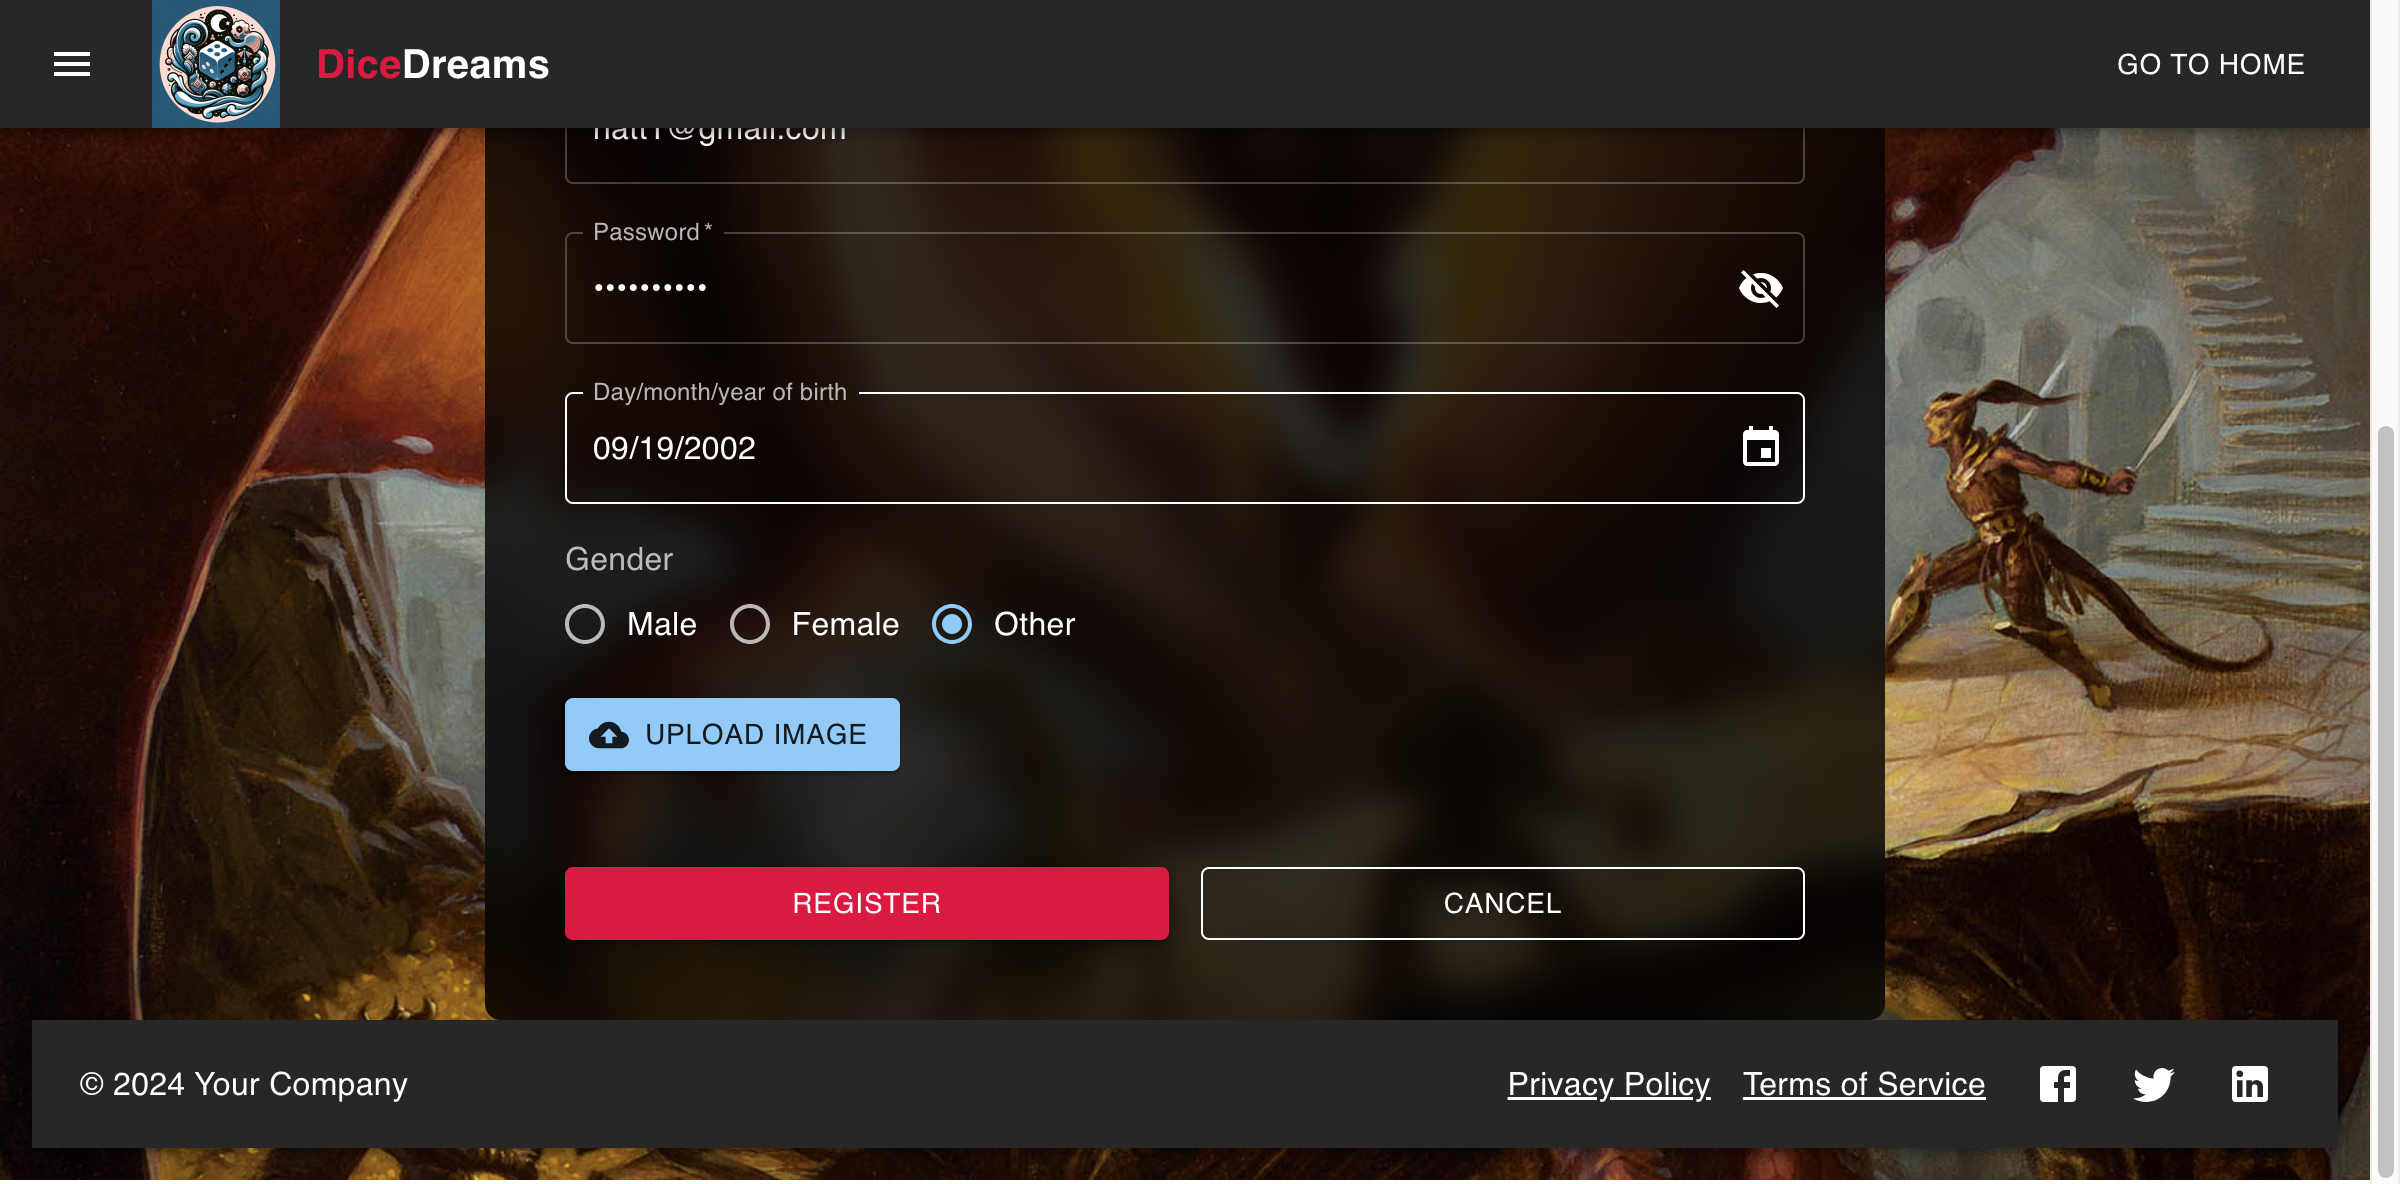 DiceDreams
GO TO HOME
natt1@gmail.com
Password *
••••••••••
Day/month/year of birth
09/19/2002
Gender
Male Female Other
UPLOAD IMAGE
REGISTER
CANCEL
© 2024 Your Company
Privacy Policy Terms of Service